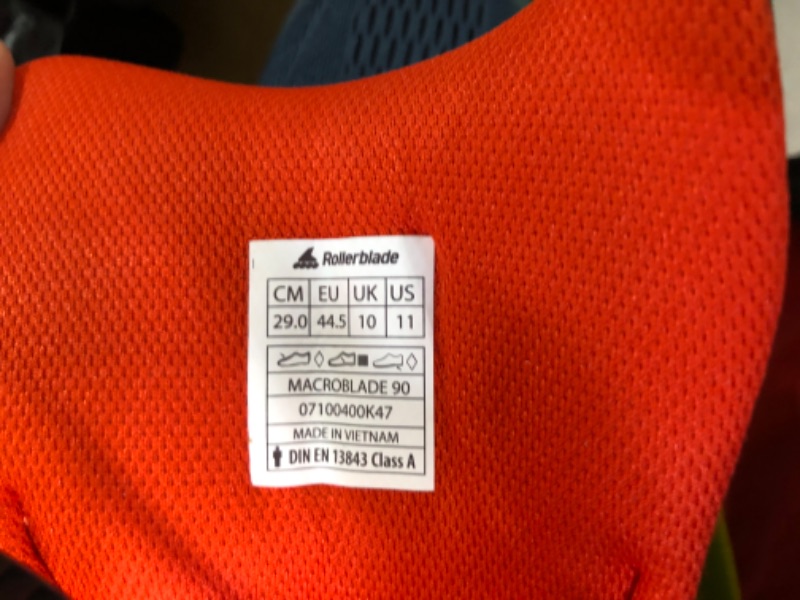 Rollerblade
CM EU UK US
29.0 44.5 10 11
MACROBLADE 90
07100400K47
MADE IN VIETNAM
DIN EN 13843 Class A